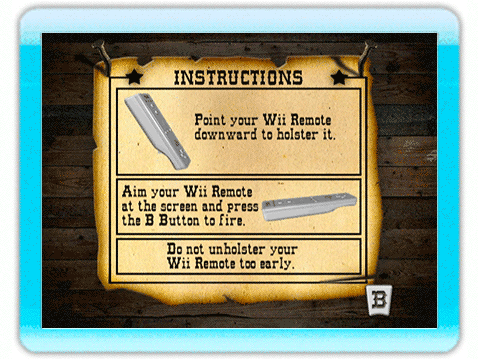 INSTRUCTIONS
Point your Wii Remote
downward to holster it.
Aim your Wii Remote
at the screen and press
the B Button to fire.
Do not unholster your
Wii Remote too early.
B